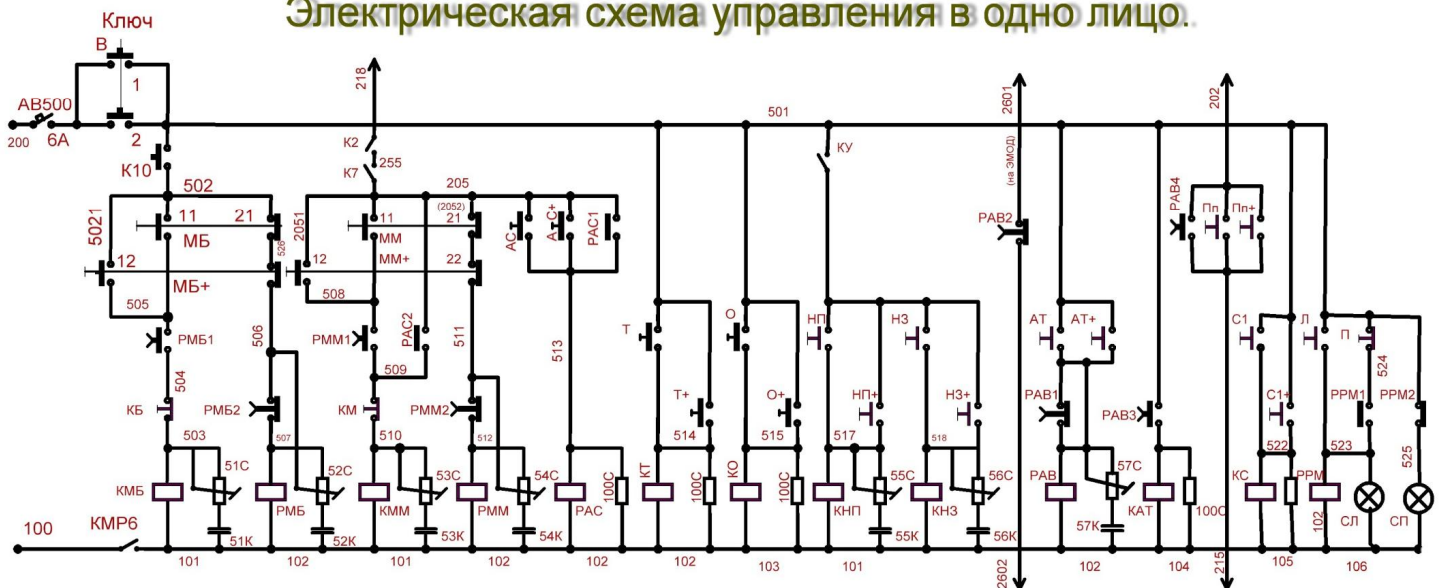 Электрическая схема управления в одно лицо.
Ключ
В
1
АВ500
200
6А
2
К10
218
К2
К7
255
501
2601
(на ЭМОД)
202
КУ
502
205
(2052)
5021
11
21
МБ
526
12
МБ+
2051
11
21
ММ
12
ММ+
22
АС
АС+
РАС1
РАВ2
РАВ4
Пп
Пп+
505
506
508
511
513
РМБ1
РММ1
РАС2
Т
О
НП
НЗ
АТ
АТ+
С1
Л
П
524
504
509
КБ
РМБ2
КМ
РММ2
Т+
О+
НП+
НЗ+
РАВ1
РАВ3
С1+
РРМ1
РРМ2
503
507
510
512
514
515
517
518
522
523
525
51С
52С
53С
54С
100С
КТ
100С
КО
100С
55С
56С
57С
КМБ
РМБ
КММ
РММ
РАС
КНП
КНЗ
РАВ
КАТ
100С
КС
РРМ
СЛ
СП
51К
52К
53К
54К
55К
56К
57К
100
КМР6
101
102
101
102
102
102
103
101
2602
102
104
215
105
102
106